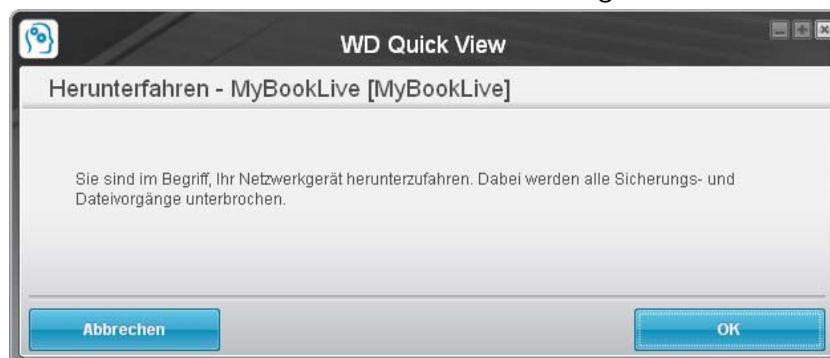 WD Quick View
Herunterfahren - MyBookLive [MyBookLive]
Sie sind im Begriff, Ihr Netzwerkgerät herunterzufahren. Dabei werden alle Sicherungs- und
Dateivorgänge unterbrochen.
Abbrechen
OK